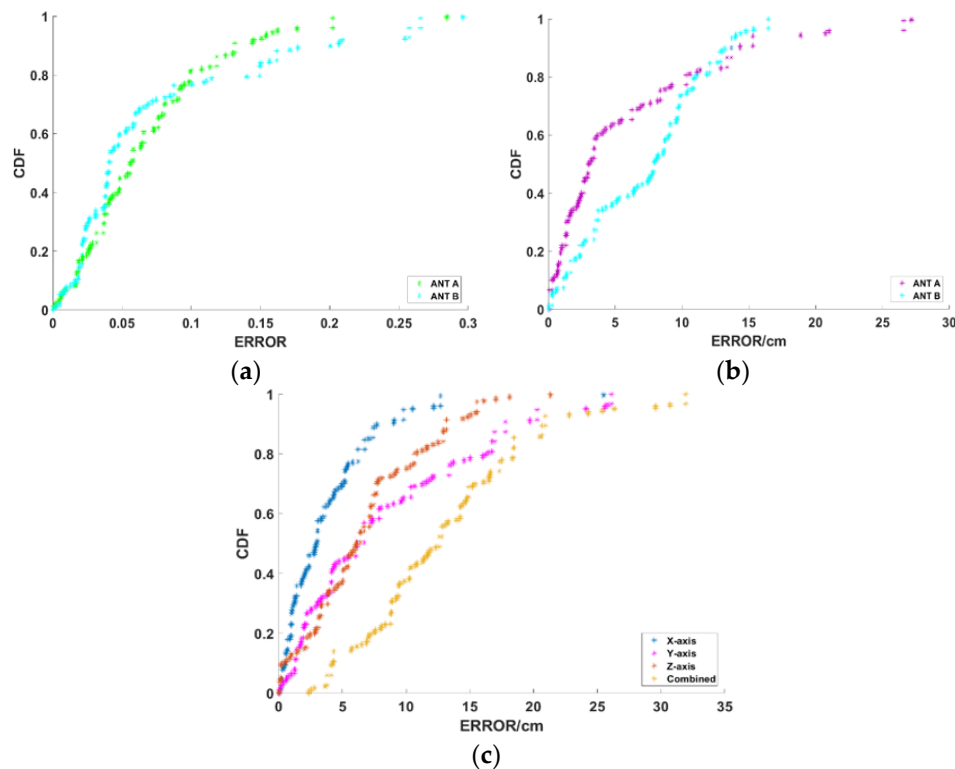 1
0.8
0.6
0.4
0.2
0
CDF
0 0.05 0.1 0.15 0.2 0.25 0.3
ERROR
ANT A
ANT B
(a)
1
0.8
0.6
0.4
0.2
0
CDF
0 5 10 15 20 25 30
ERROR/cm
ANT A
ANT B
(b)
1
0.8
0.6
0.4
0.2
0
CDF
0 5 10 15 20 25 30 35
ERROR/cm
X-axis
Y-axis
Z-axis
Combined
(c)